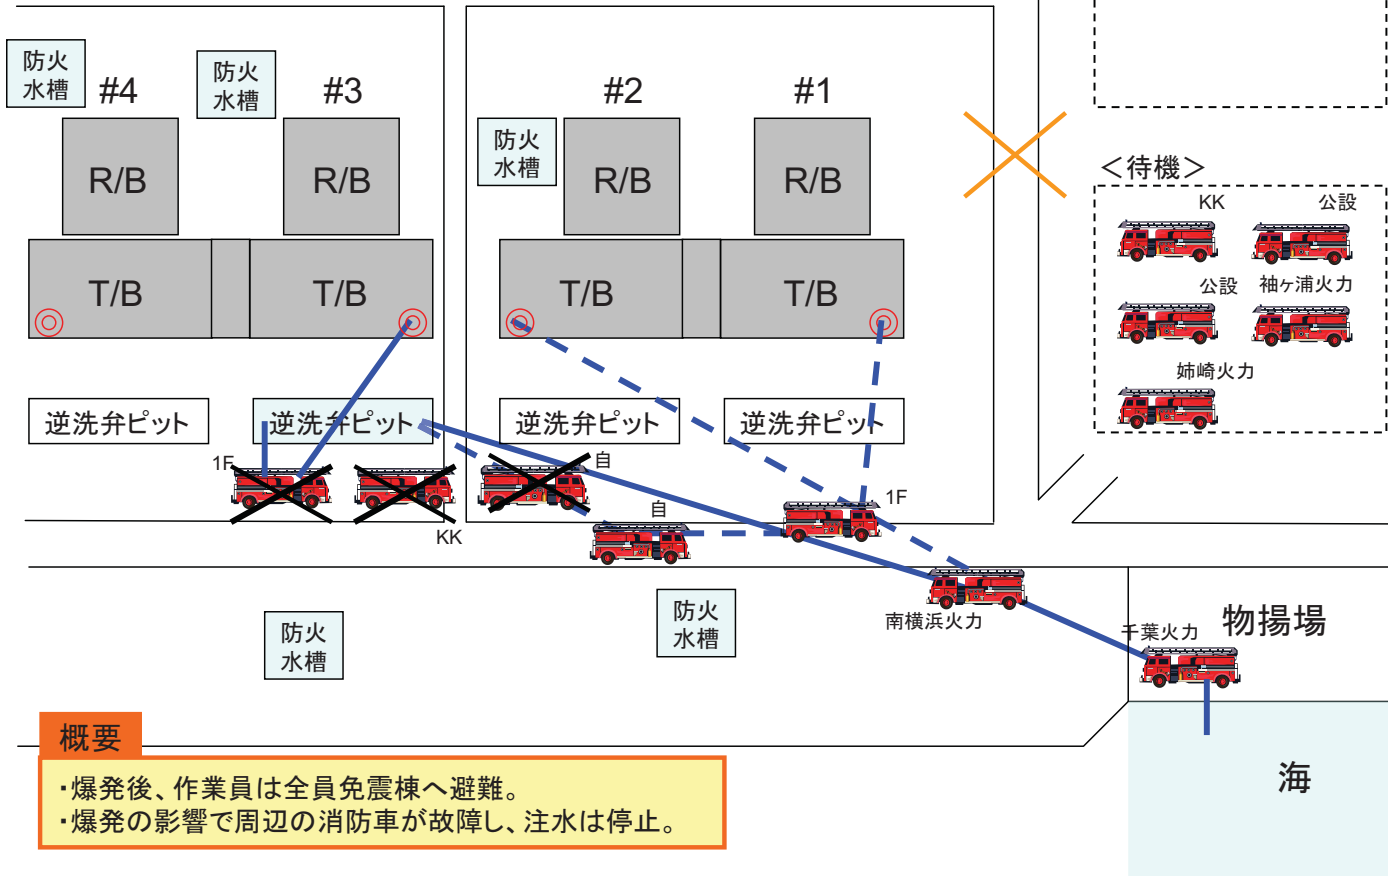 防火
水槽
#4
防火
水槽
#3
防火
水槽
#2
#1
R/B
R/B
R/B
R/B
T/B
T/B
T/B
T/B
<待機>
KK
公設
公設
袖ヶ浦火力
姉崎火力
逆洗弁ピット
逆洗弁ピット
逆洗弁ピット
逆洗弁ピット
1F
KK
自
自
1F
南横浜火力
千葉火力
物揚場
防火
水槽
防火
水槽
海
概要
・爆発後、作業員は全員免震棟へ避難。
・爆発の影響で周辺の消防車が故障し、注水は停止。